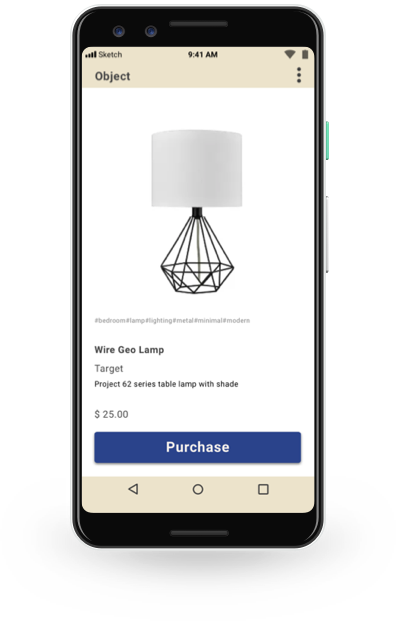 Sketch 9:41 AM
Object
#bedroom#lamp#lighting#metal#minimal#modern
Wire Geo Lamp
Target
Project 62 series table lamp with shade
$ 25.00
Purchase